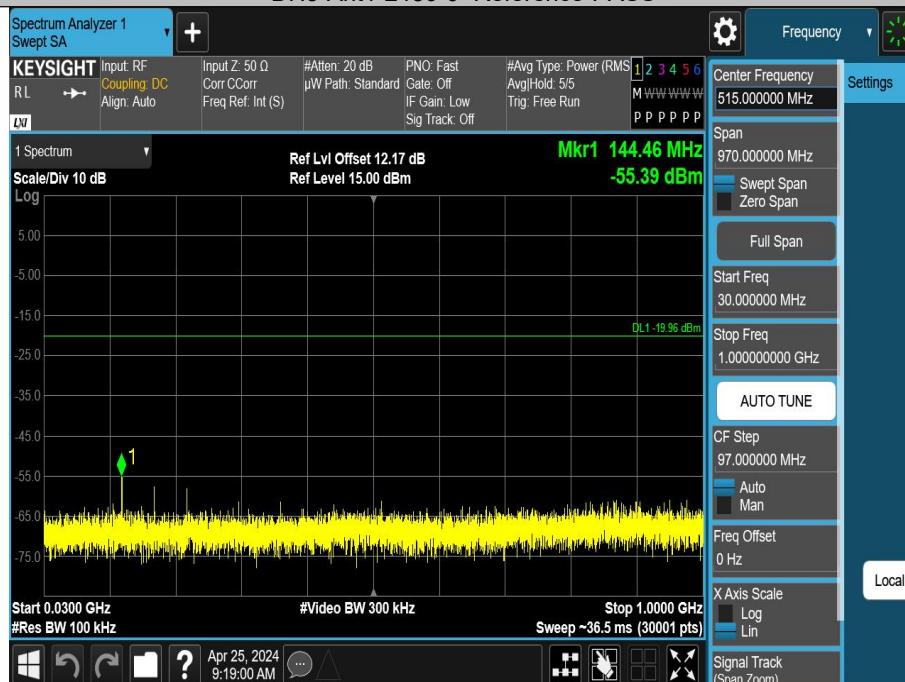 Spectrum Analyzer 1
Swept SA
Frequency
KEYSIGHT
RL
LXI
Input: RF
Coupling: DC
Align: Auto
Input Z: 50 Ω
Corr CCorr
Freq Ref: Int (S)
#Atten: 20 dB
µW Path: Standard
PNO: Fast
Gate: Off
IF Gain: Low
Sig Track: Off
#Avg Type: Power (RMS
Avg|Hold: 5/5
Trig: Free Run
1 2 3 4 5 6
M W W W W W
P P P P P P
1 Spectrum
Scale/Div 10 dB
Log
Ref Lvl Offset 12.17 dB
Ref Level 15.00 dBm
Mkr1 144.46 MHz
-55.39 dBm
5.00
-5.00
-15.0
DL1 -19.96 dBm
-25.0
-35.0
-45.0
1
-55.0
-65.0
-75.0
Start 0.0300 GHz
#Res BW 100 kHz
#Video BW 300 kHz
Stop 1.0000 GHz
Sweep ~36.5 ms (30001 pts)
Apr 25, 2024
9:19:00 AM
Center Frequency
515.000000 MHz
Settings
Span
970.000000 MHz
Swept Span
Zero Span
Full Span
Start Freq
30.000000 MHz
Stop Freq
1.000000000 GHz
AUTO TUNE
CF Step
97.000000 MHz
Auto
Man
Freq Offset
0 Hz
X Axis Scale
Log
Lin
Local
Signal Track
(Span Zoom)